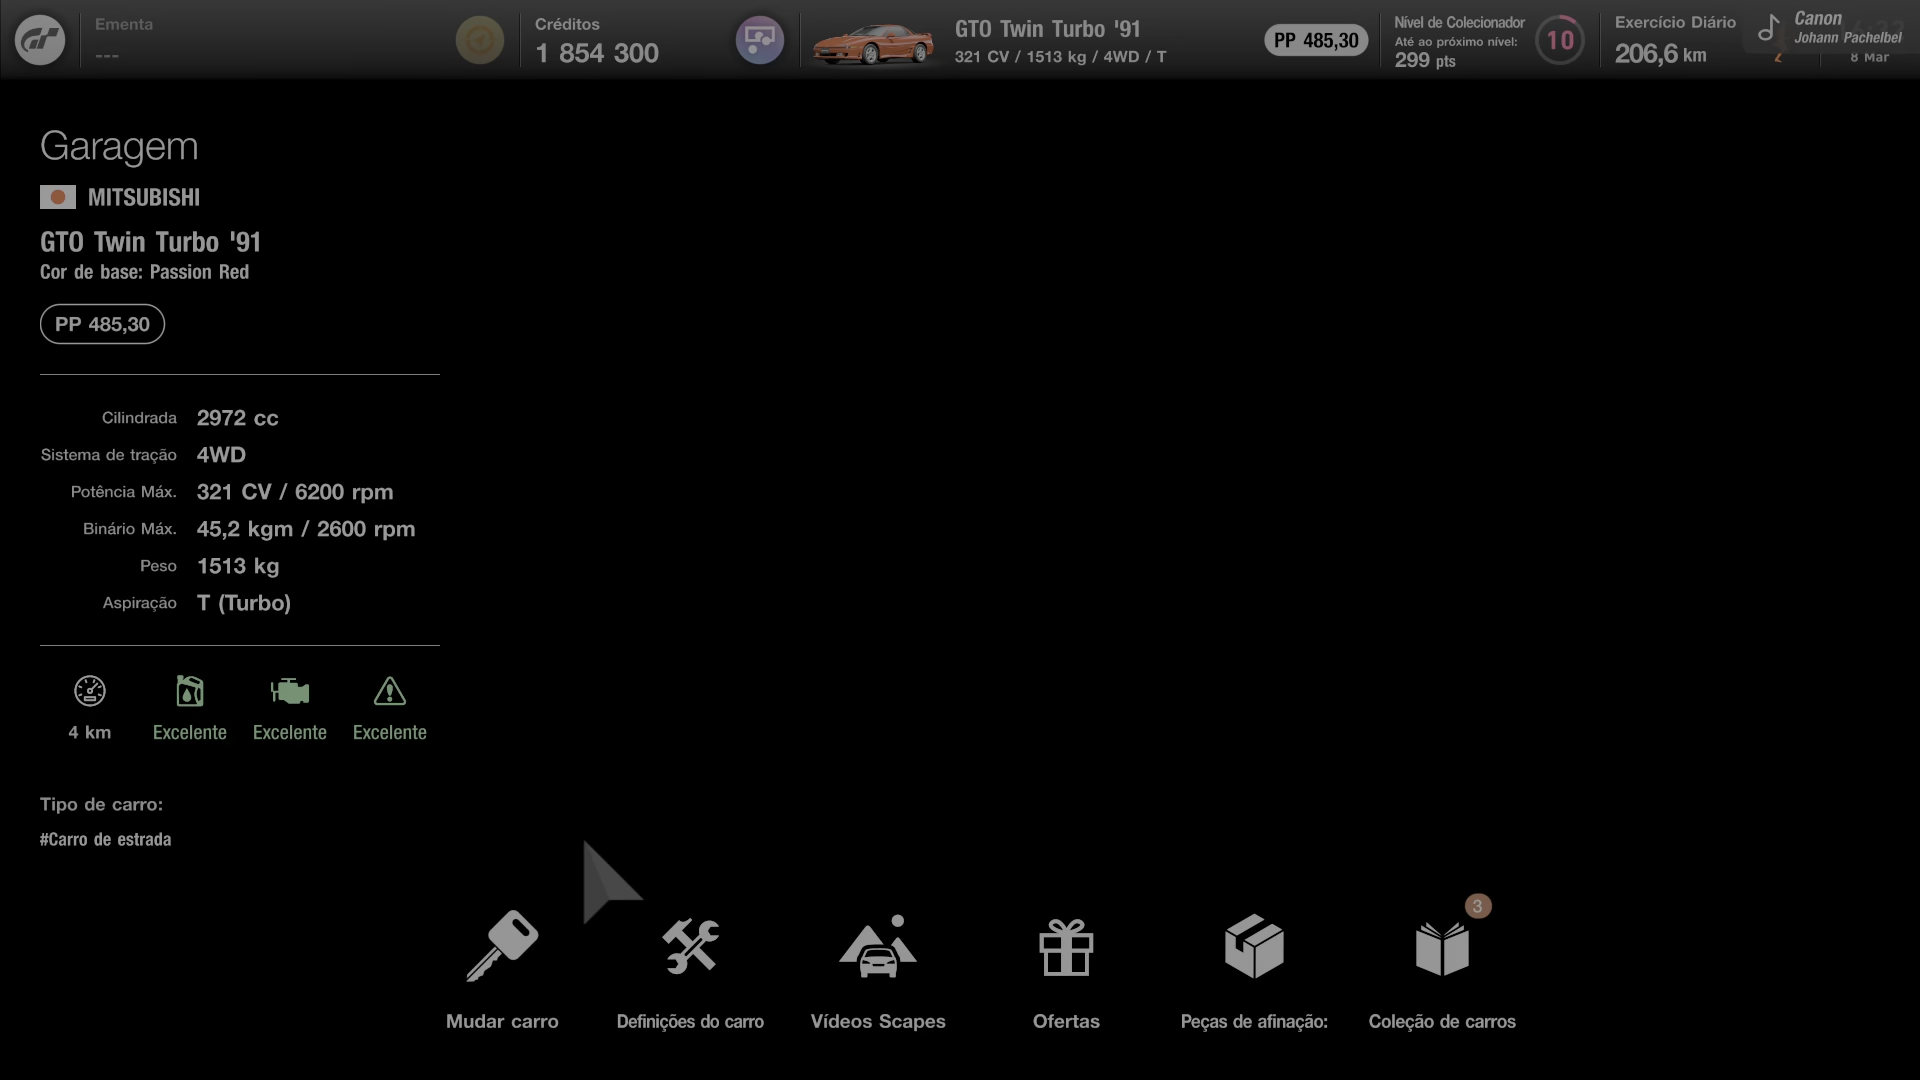 Ementa
---
Créditos
1 854 300
GTO Twin Turbo '91
321 CV / 1513 kg / 4WD / T
PP 485,30
Nível de Colecionador
Até ao próximo nível:
299 pts
10
Exercício Diário
206,6 km
Canon
Johann Pachelbel
8 Mar
Garagem
MITSUBISHI
GTO Twin Turbo '91
Cor de base: Passion Red
PP 485,30
Cilindrada 2972 cc
Sistema de tração 4WD
Potência Máx. 321 CV / 6200 rpm
Binário Máx. 45,2 kgm / 2600 rpm
Peso 1513 kg
Aspiração T (Turbo)
4 km Excelente Excelente Excelente
Tipo de carro:
#Carro de estrada
3
Mudar carro Definições do carro Vídeos Scapes Ofertas Peças de afinação: Coleção de carros